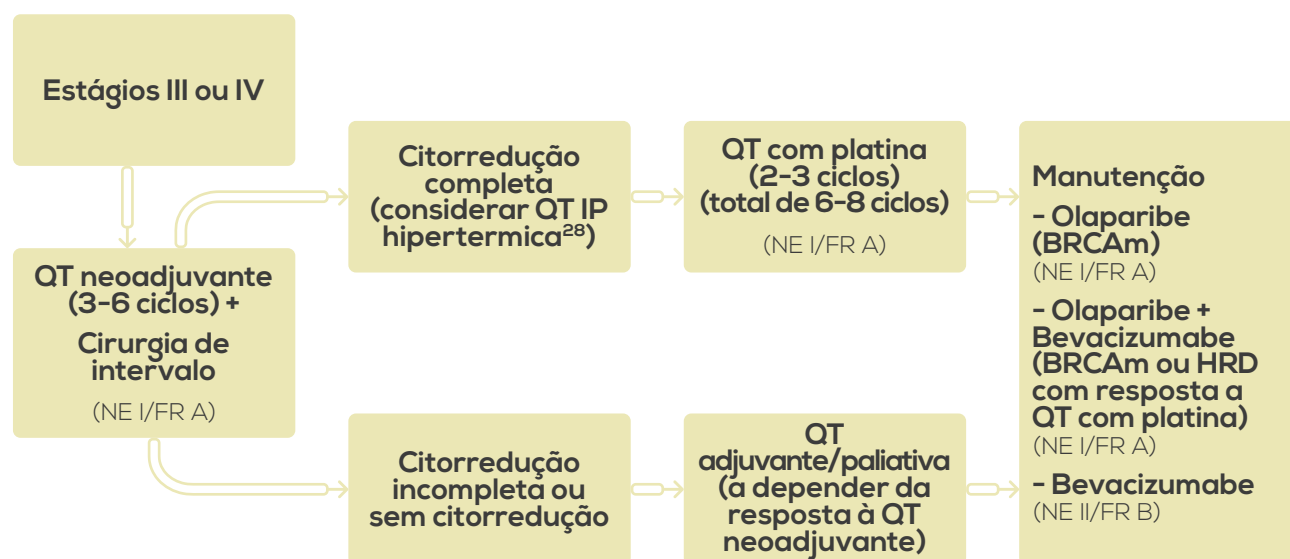 Estágios III ou IV
QT neoadjuvante
(3-6 ciclos) +
Cirurgia de
intervalo
(NE I/FR A)
Citorredução
completa
(considerar QT IP
hipertermica²⁸)
QT com platina
(2-3 ciclos)
(total de 6-8 ciclos)
(NE I/FR A)
Citorredução
incompleta ou
sem citorredução
QT
adjuvante/paliativa
(a depender da
resposta à QT
neoadjuvante)
Manutenção
- Olaparibe
(BRCAm)
(NE I/FR A)
- Olaparibe +
Bevacizumabe
(BRCAm ou HRD
com resposta a
QT com platina)
(NE I/FR A)
- Bevacizumabe
(NE II/FR B)